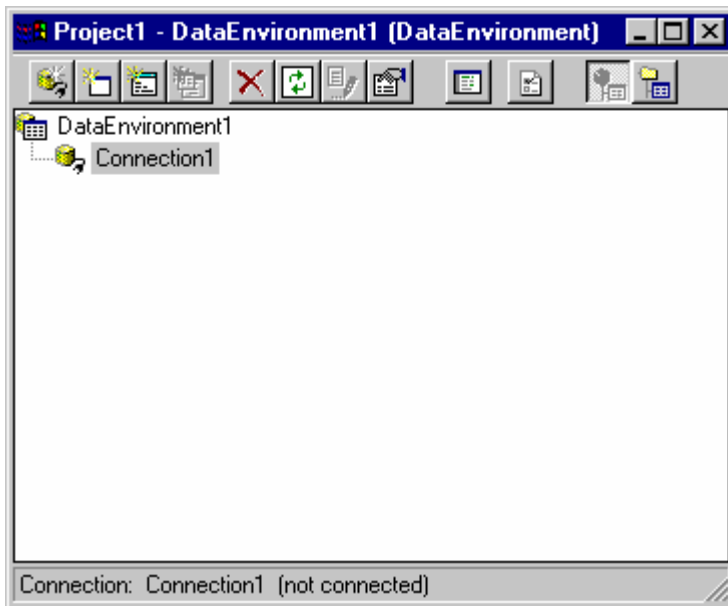 Project1 - DataEnvironment1 (DataEnvironment)
DataEnvironment1
Connection1
Connection: Connection1 (not connected)